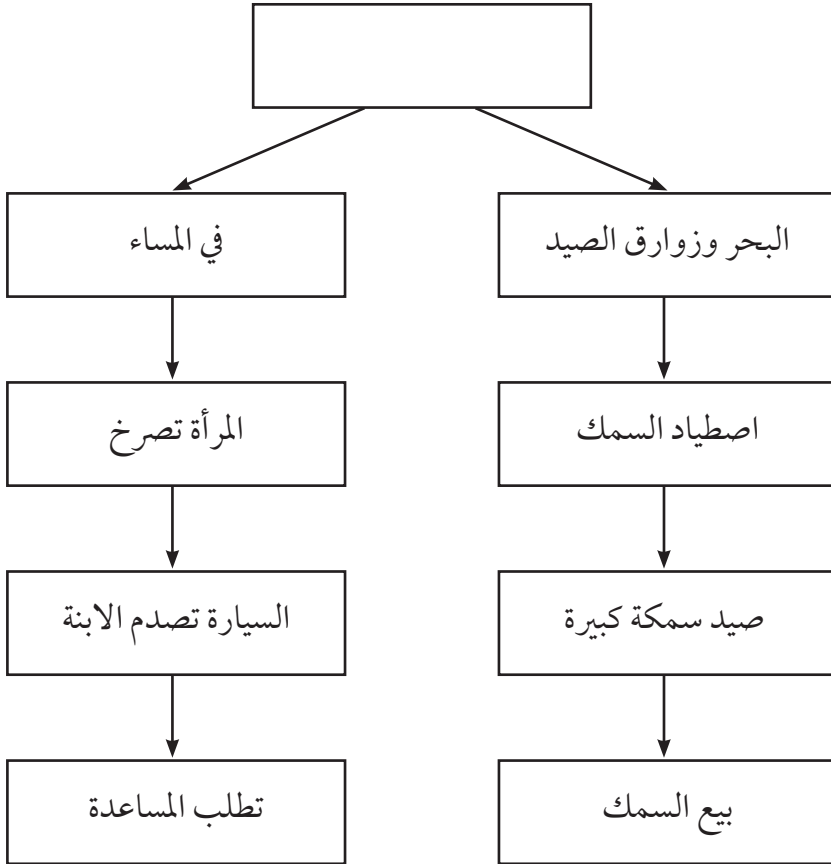 البحر وزوارق الصيد
في المساء
اصطياد السمك
المرأة تصرخ
صيد سمكة كبيرة
السيارة تصدم الابنة
بيع السمك
تطلب المساعدة